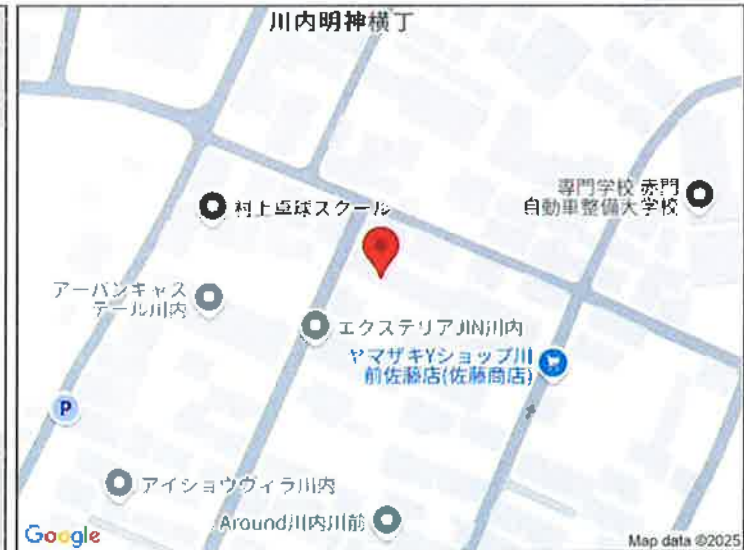 川内明神横丁
専門学校 赤門
自動車整備大学校
村上卓球スクール
アーバンキャス
テール川内
エクステリアJIN川内
ヤマザキYショップ川
前佐藤店(佐藤商店)
P
アイショウヴィラ川内
Around川内川前
Google
Map data ©2025